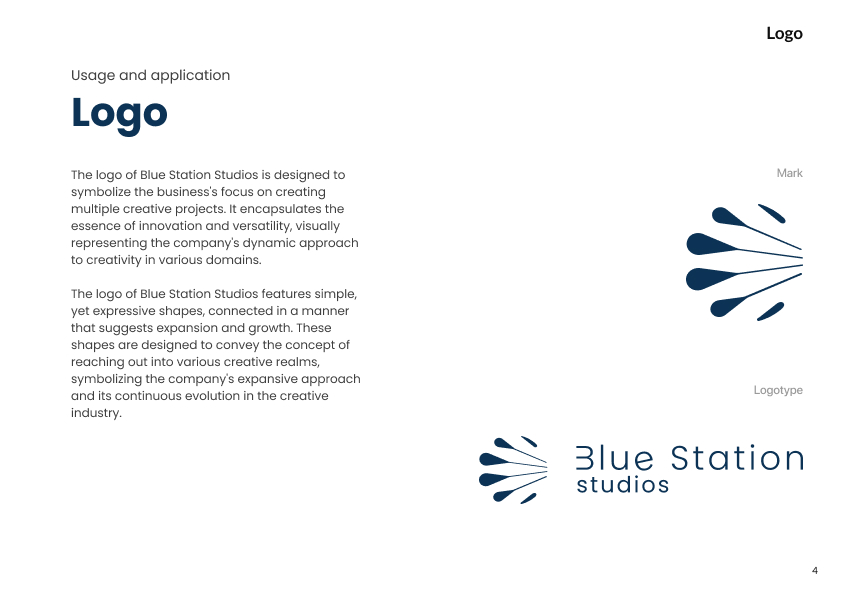 Logo
Usage and application
Logo
The logo of Blue Station Studios is designed to
symbolize the business's focus on creating
multiple creative projects. It encapsulates the
essence of innovation and versatility, visually
representing the company's dynamic approach
to creativity in various domains.
The logo of Blue Station Studios features simple,
yet expressive shapes, connected in a manner
that suggests expansion and growth. These
shapes are designed to convey the concept of
reaching out into various creative realms,
symbolizing the company's expansive approach
and its continuous evolution in the creative
industry.
Mark
Logotype
Blue Station
studios
4